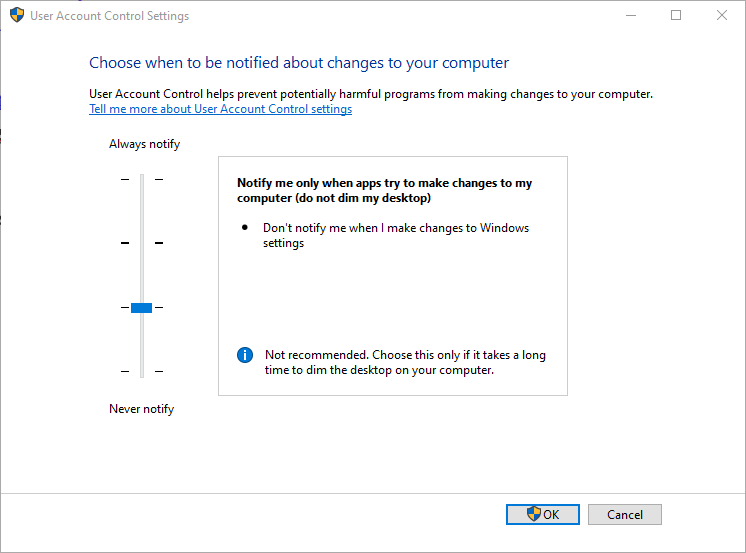 User Account Control Settings
Choose when to be notified about changes to your computer
User Account Control helps prevent potentially harmful programs from making changes to your computer.
Tell me more about User Account Control settings
Always notify
Notify me only when apps try to make changes to my
computer (do not dim my desktop)
Don't notify me when I make changes to Windows
settings
Not recommended. Choose this only if it takes a long
time to dim the desktop on your computer.
Never notify
OK
Cancel